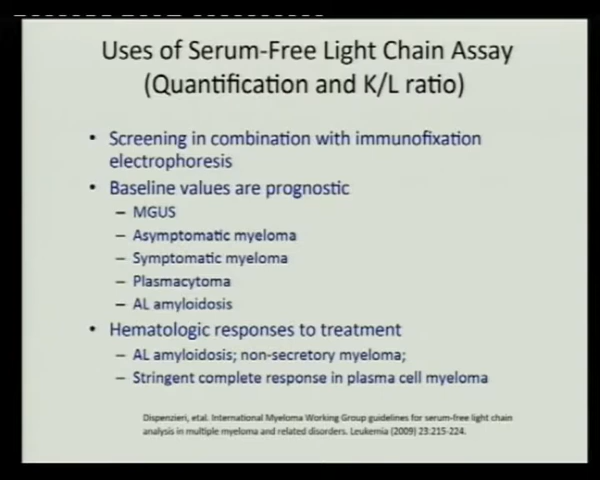 Uses of Serum-Free Light Chain Assay
(Quantification and K/L ratio)
• Screening in combination with immunofixation
electrophoresis
• Baseline values are prognostic
– MGUS
– Asymptomatic myeloma
– Symptomatic myeloma
– Plasmacytoma
– AL amyloidosis
• Hematologic responses to treatment
– AL amyloidosis; non-secretory myeloma;
– Stringent complete response in plasma cell myeloma
Dispenzieri, etal. International Myeloma Working Group guidelines for serum-free light chain
analysis in multiple myeloma and related disorders. Leukemia (2009) 23:215-224.